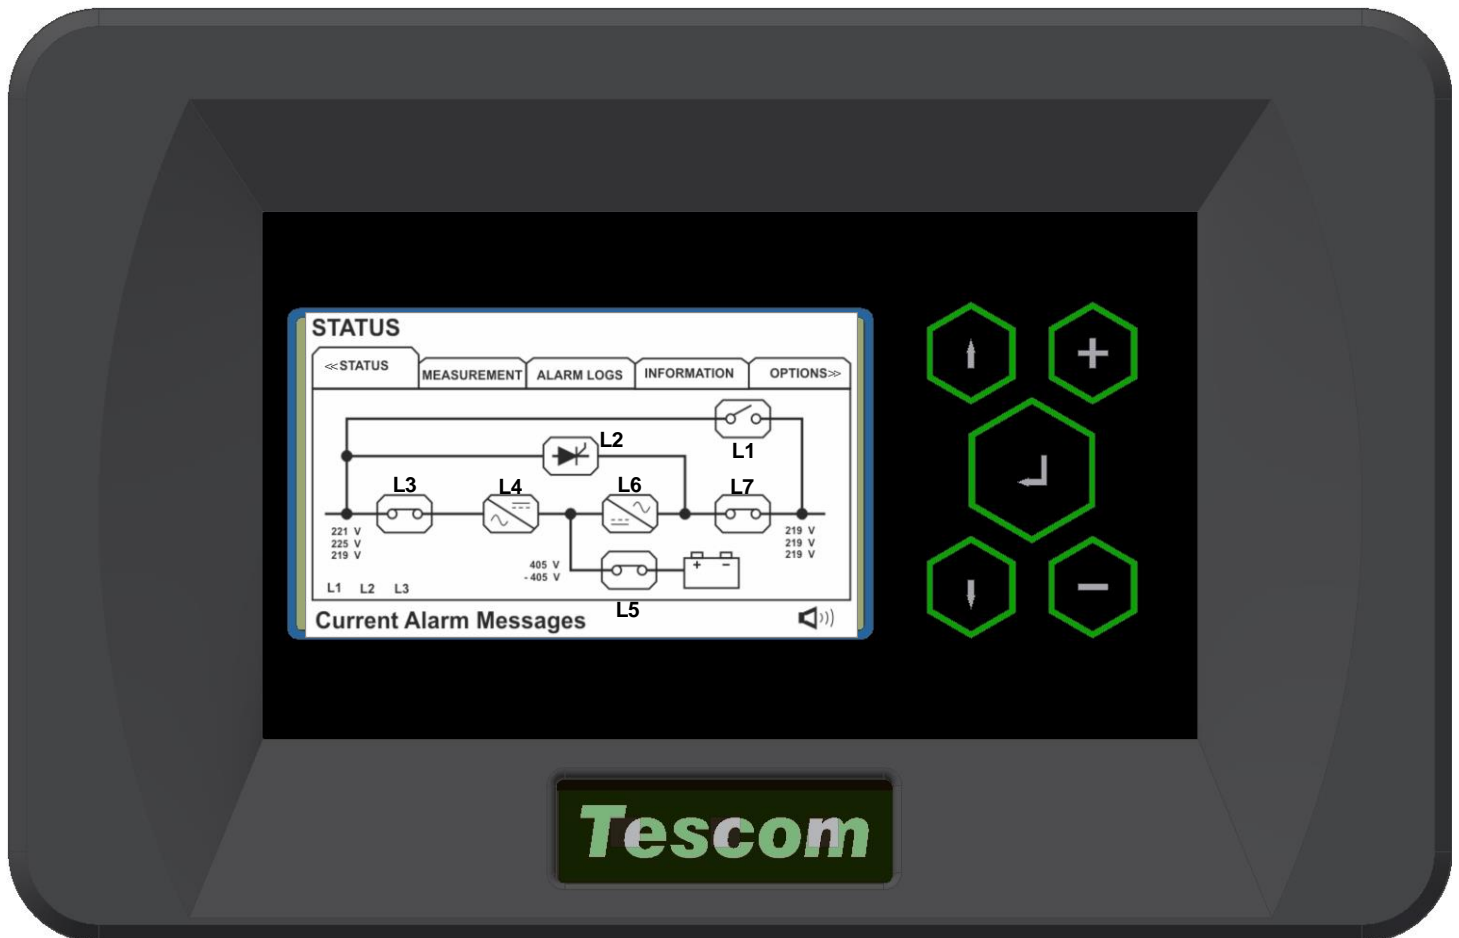 STATUS
<<STATUS MEASUREMENT ALARM LOGS INFORMATION OPTIONS>>
L1
L2
L3 L4 L6 L7
221 V
225 V
219 V
219 V
219 V
219 V
405 V
- 405 V
+ −
L1 L2 L3
L5
Current Alarm Messages
+
−
Tescom